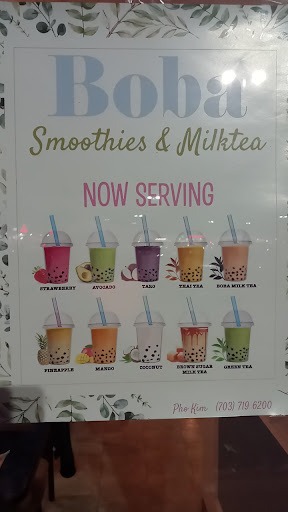 Boba
Smoothies & Milktea
NOW SERVING
STRAWBERRY AVOCADO TARO THAI TEA BOBA MILK TEA
PINEAPPLE MANGO COCONUT BROWN SUGAR MILK TEA GREEN TEA
Pho Kim (703) 719 6200